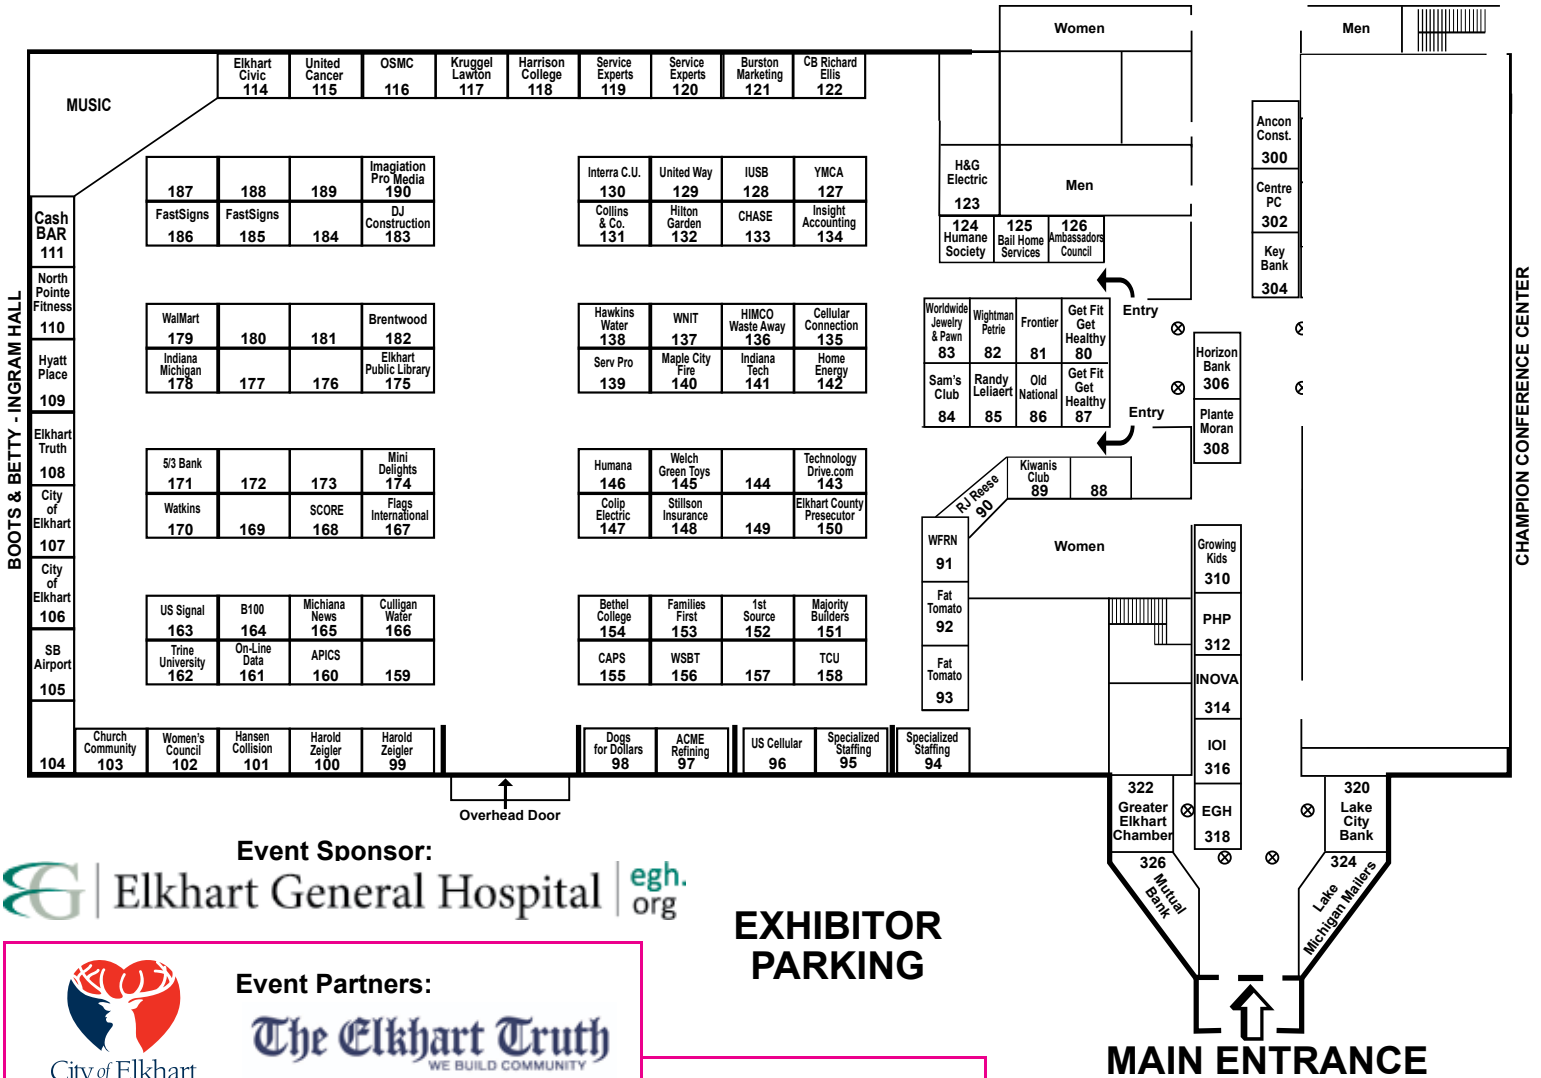 Women
Men
MUSIC
Elkhart
Civic
114
United
Cancer
115
OSMC
116
Kruggel
Lawton
117
Harrison
College
118
Service
Experts
119
Service
Experts
120
Burston
Marketing
121
CB Richard
Ellis
122
187
188
189
Imagiation
Pro Media
190
FastSigns
186
FastSigns
185
184
DJ
Construction
183
Interra C.U.
130
United Way
129
IUSB
128
YMCA
127
Collins
& Co.
131
Hilton
Garden
132
CHASE
133
Insight
Accounting
134
H&G
Electric
123
Men
124
Humane
Society
125
Bail Home
Services
126
Ambassadors
Council
Ancon
Const.
300
Centre
PC
302
Key
Bank
304
Cash
BAR
111
North
Pointe
Fitness
110
Hyatt
Place
109
Elkhart
Truth
108
City
of
Elkhart
107
City
of
Elkhart
106
SB
Airport
105
104
BOOTS & BETTY - INGRAM HALL
CHAMPION CONFERENCE CENTER
WalMart
179
180
181
Brentwood
182
Indiana
Michigan
178
177
176
Elkhart
Public Library
175
Hawkins
Water
138
WNIT
137
HIMCO
Waste Away
136
Cellular
Connection
135
Serv Pro
139
Maple City
Fire
140
Indiana
Tech
141
Home
Energy
142
Worldwide
Jewelry
& Pawn
83
Wightman
Petrie
82
Frontier
81
Get Fit
Get
Healthy
80
Entry
Sam's
Club
84
Randy
Leliaert
85
Old
National
86
Get Fit
Get
Healthy
87
Entry
Horizon
Bank
306
Plante
Moran
308
5/3 Bank
171
172
173
Mini
Delights
174
Watkins
170
169
SCORE
168
Flags
International
167
Humana
146
Welch
Green Toys
145
144
Technology
Drive.com
143
Colip
Electric
147
Stillson
Insurance
148
149
Elkhart County
Presecutor
150
RJ Reese
90
Kiwanis
Club
89
88
WFRN
91
Fat
Tomato
92
Fat
Tomato
93
Women
Growing
Kids
310
PHP
312
INOVA
314
IOI
316
EGH
318
US Signal
163
B100
164
Michiana
News
165
Culligan
Water
166
Trine
University
162
On-Line
Data
161
APICS
160
159
Bethel
College
154
Families
First
153
1st
Source
152
Majority
Builders
151
CAPS
155
WSBT
156
157
TCU
158
Church
Community
103
Women's
Council
102
Hansen
Collision
101
Harold
Zeigler
100
Harold
Zeigler
99
Dogs
for Dollars
98
ACME
Refining
97
US Cellular
96
Specialized
Staffing
95
Specialized
Staffing
94
Overhead Door
322
Greater
Elkhart
Chamber
320
Lake
City
Bank
326
Mutual
Bank
324
Lake
Michigan Mailers
Event Sponsor:
EG Elkhart General Hospital
egh.
org
EXHIBITOR
PARKING
Event Partners:
City of Elkhart
The Elkhart Truth
WE BUILD COMMUNITY
MAIN ENTRANCE